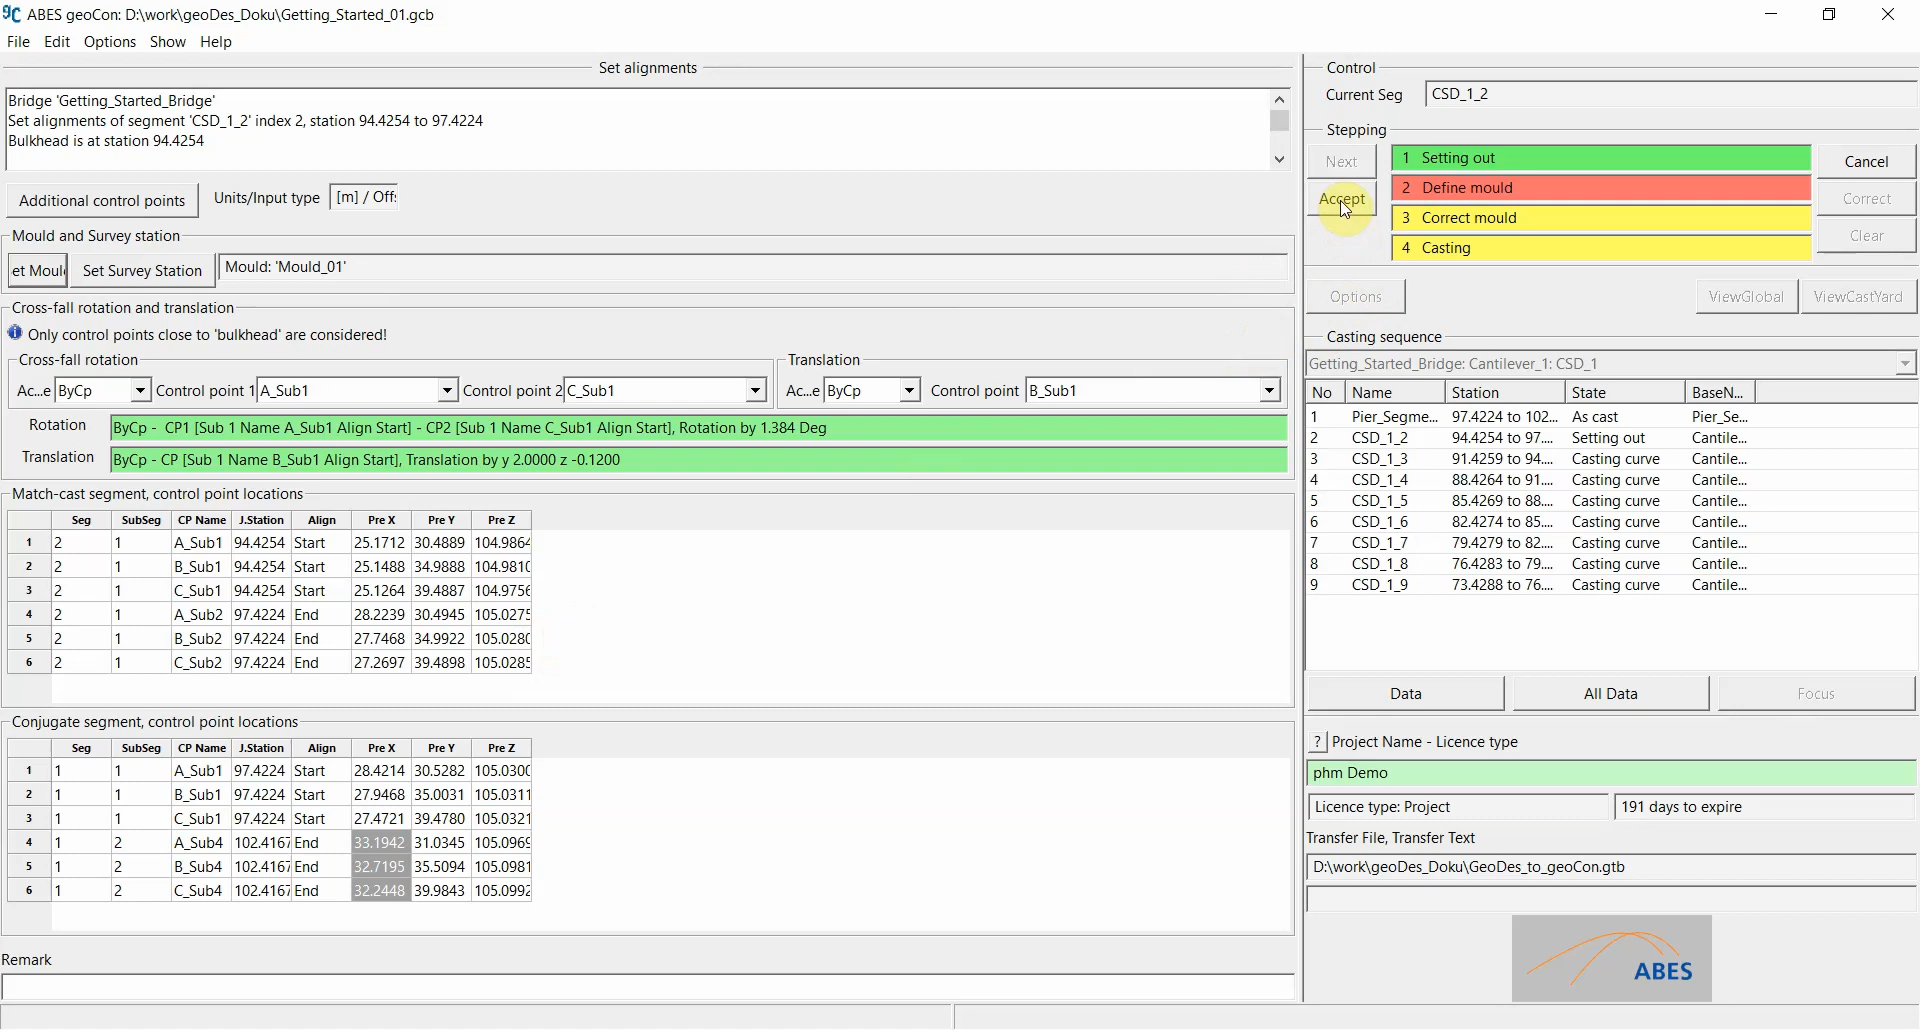 ABES geoCon: D:\work\geoDes_Doku\Getting_Started_01.gcb
File Edit Options Show Help
Set alignments
Bridge 'Getting_Started_Bridge'
Set alignments of segment 'CSD_1_2' index 2, station 94.4254 to 97.4224
Bulkhead is at station 94.4254
Additional control points Units/Input type [m] / Offs
Mould and Survey station
et Moul Set Survey Station Mould: 'Mould_01'
Cross-fall rotation and translation
Only control points close to 'bulkhead' are considered!
Cross-fall rotation
Ac...e ByCp Control point 1 A_Sub1 Control point 2 C_Sub1
Translation
Ac...e ByCp Control point B_Sub1
Rotation ByCp - CP1 [Sub 1 Name A_Sub1 Align Start] - CP2 [Sub 1 Name C_Sub1 Align Start], Rotation by 1.384 Deg
Translation ByCp - CP [Sub 1 Name B_Sub1 Align Start], Translation by y 2.0000 z -0.1200
Match-cast segment, control point locations
Seg SubSeg CP Name J.Station Align Pre X Pre Y Pre Z
1 2 1 A_Sub1 94.4254 Start 25.1712 30.4889 104.9864
2 2 1 B_Sub1 94.4254 Start 25.1488 34.9888 104.9810
3 2 1 C_Sub1 94.4254 Start 25.1264 39.4887 104.9756
4 2 1 A_Sub2 97.4224 End 28.2239 30.4945 105.0275
5 2 1 B_Sub2 97.4224 End 27.7468 34.9922 105.0280
6 2 1 C_Sub2 97.4224 End 27.2697 39.4898 105.0285
Conjugate segment, control point locations
Seg SubSeg CP Name J.Station Align Pre X Pre Y Pre Z
1 1 1 A_Sub1 97.4224 Start 28.4214 30.5282 105.0300
2 1 1 B_Sub1 97.4224 Start 27.9468 35.0031 105.0311
3 1 1 C_Sub1 97.4224 Start 27.4721 39.4780 105.0321
4 1 2 A_Sub4 102.4167 End 33.1942 31.0345 105.0969
5 1 2 B_Sub4 102.4167 End 32.7195 35.5094 105.0981
6 1 2 C_Sub4 102.4167 End 32.2448 39.9843 105.0992
Remark
Control
Current Seg CSD_1_2
Stepping
Next
Accept
1 Setting out
2 Define mould
3 Correct mould
4 Casting
Cancel
Correct
Clear
Options ViewGlobal ViewCastYard
Casting sequence
Getting_Started_Bridge: Cantilever_1: CSD_1
No Name Station State BaseN...
1 Pier_Segme... 97.4224 to 102... As cast Pier_Se...
2 CSD_1_2 94.4254 to 97.... Setting out Cantile...
3 CSD_1_3 91.4259 to 94.... Casting curve Cantile...
4 CSD_1_4 88.4264 to 91.... Casting curve Cantile...
5 CSD_1_5 85.4269 to 88.... Casting curve Cantile...
6 CSD_1_6 82.4274 to 85.... Casting curve Cantile...
7 CSD_1_7 79.4279 to 82.... Casting curve Cantile...
8 CSD_1_8 76.4283 to 79.... Casting curve Cantile...
9 CSD_1_9 73.4288 to 76.... Casting curve Cantile...
Data All Data Focus
? Project Name - Licence type
phm Demo
Licence type: Project 191 days to expire
Transfer File, Transfer Text
D:\work\geoDes_Doku\GeoDes_to_geoCon.gtb
ABES